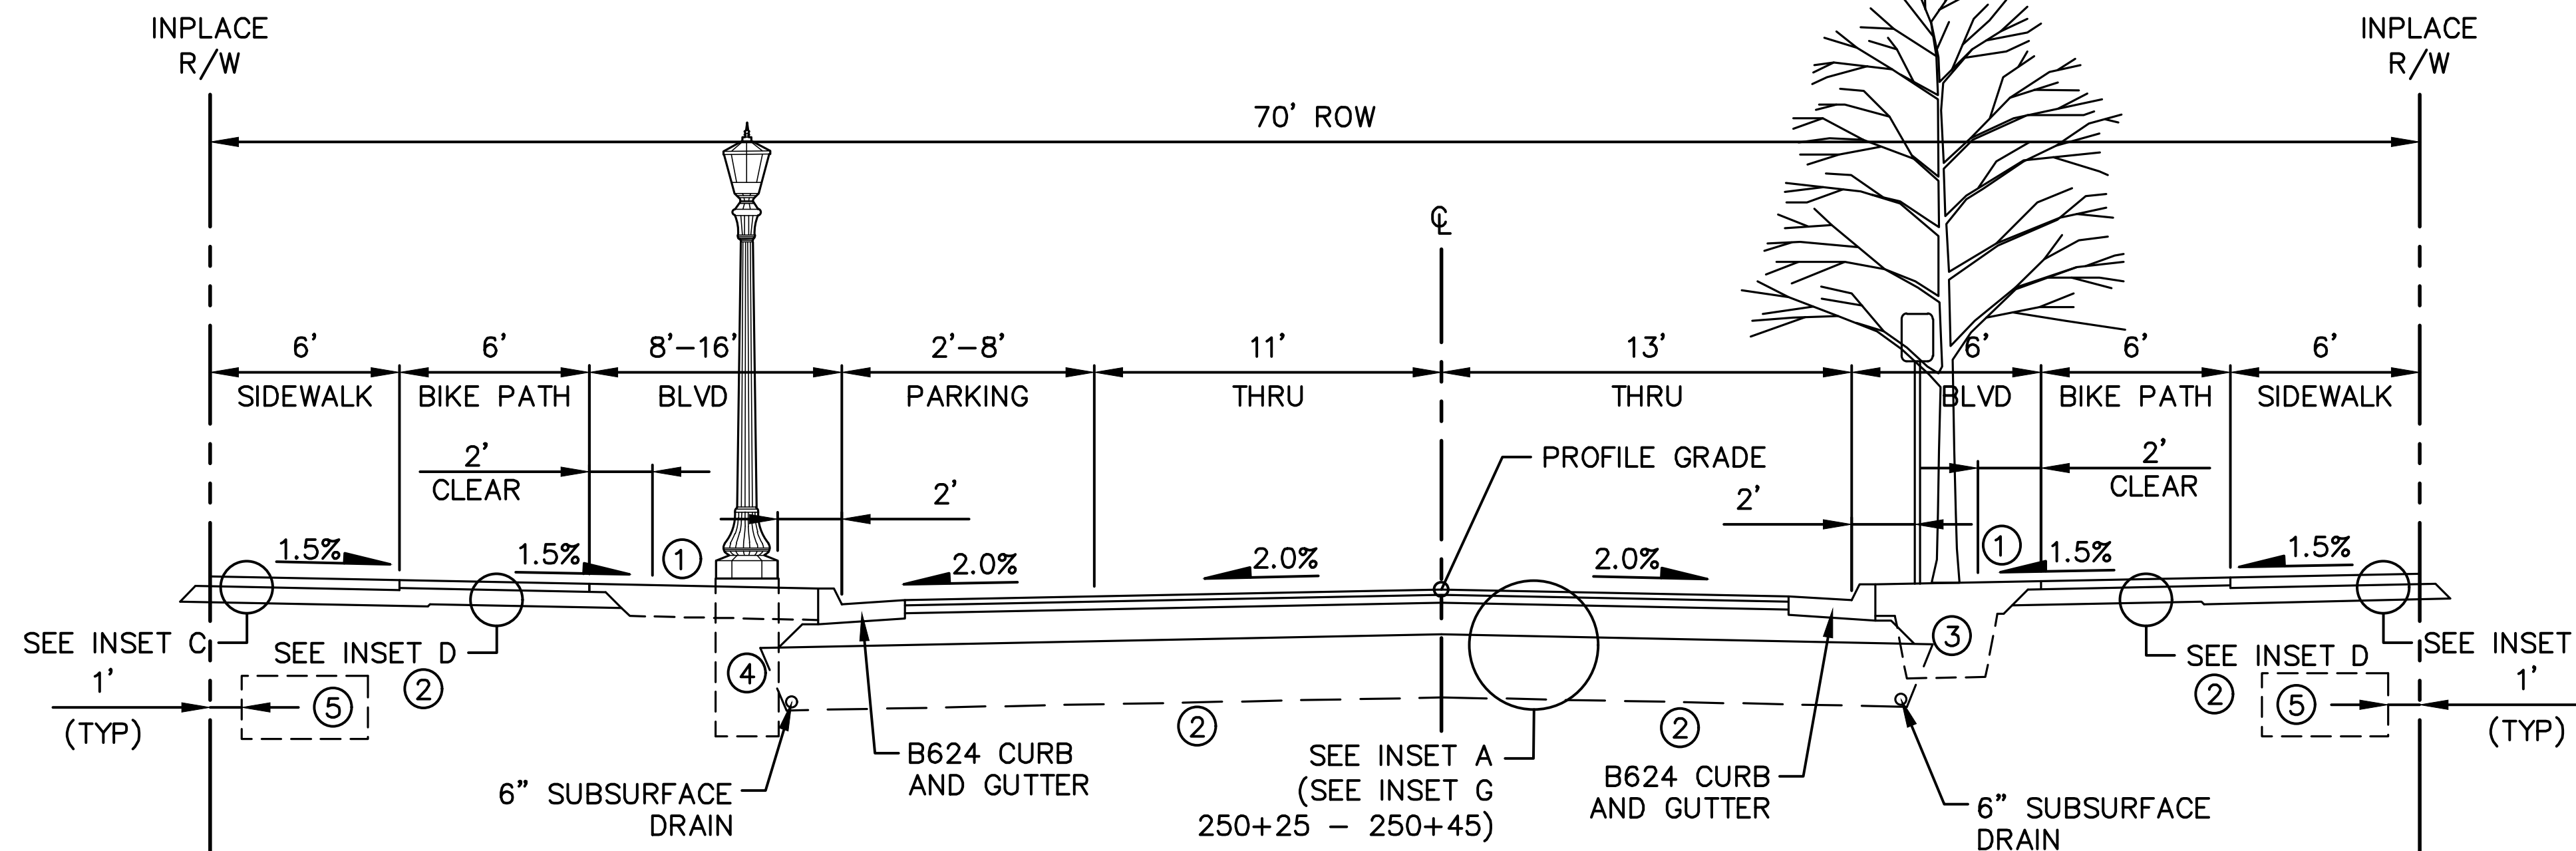 INPLACE
R/W
INPLACE
R/W
70' ROW
℄
6' 6' 8'-16' 2'-8' 11' 13' 6' 6' 6'
SIDEWALK BIKE PATH BLVD PARKING THRU THRU BLVD BIKE PATH SIDEWALK
2'
CLEAR
2'
PROFILE GRADE
2'
2'
CLEAR
1.5% 1.5% 1 2.0% 2.0% 2.0% 1 1.5% 1.5%
SEE INSET C
SEE INSET D
2
1'
(TYP)
5
4
3
SEE INSET D
2
SEE INSET
1'
(TYP)
5
2
2
6" SUBSURFACE
DRAIN
B624 CURB
AND GUTTER
SEE INSET A
(SEE INSET G
250+25 - 250+45)
B624 CURB
AND GUTTER
6" SUBSURFACE
DRAIN